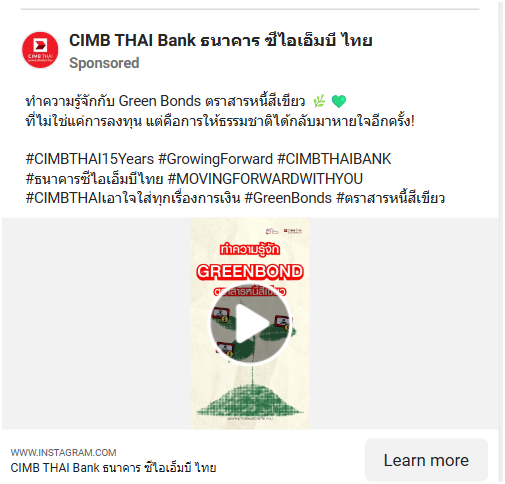 CIMB THAI Bank ธนาคาร ซีไอเอ็มบี ไทย
Sponsored
ทำความรู้จักกับ Green Bonds ตราสารหนี้สีเขียว 🌿 💚
ที่ไม่ใช่แค่การลงทุน แต่คือการให้ธรรมชาติได้กลับมาหายใจอีกครั้ง!
#CIMBTHAI15Years #GrowingForward #CIMBTHAIBANK
#ธนาคารซีไอเอ็มบีไทย #MOVINGFORWARDWITHYOU
#CIMBTHAIเอาใจใส่ทุกเรื่องการเงิน #GreenBonds #ตราสารหนี้สีเขียว
ทำความรู้จัก
GREENBOND
ตราสารหนี้สีเขียว
WWW.INSTAGRAM.COM
CIMB THAI Bank ธนาคาร ซีไอเอ็มบี ไทย
Learn more